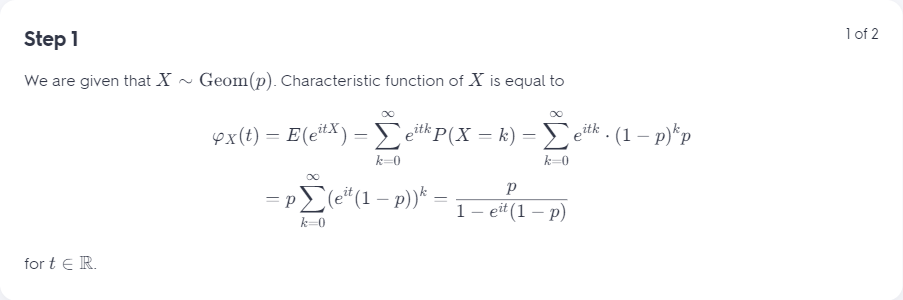 Step 1
1 of 2
We are given that X ∼ Geom(p). Characteristic function of X is equal to
φ_X(t) = E(e^{itX}) = ∑_{k=0}^{∞} e^{itk} P(X = k) = ∑_{k=0}^{∞} e^{itk} · (1 − p)^k p
= p ∑_{k=0}^{∞} (e^{it}(1 − p))^k = \frac{p}{1 − e^{it}(1 − p)}
for t ∈ ℝ.